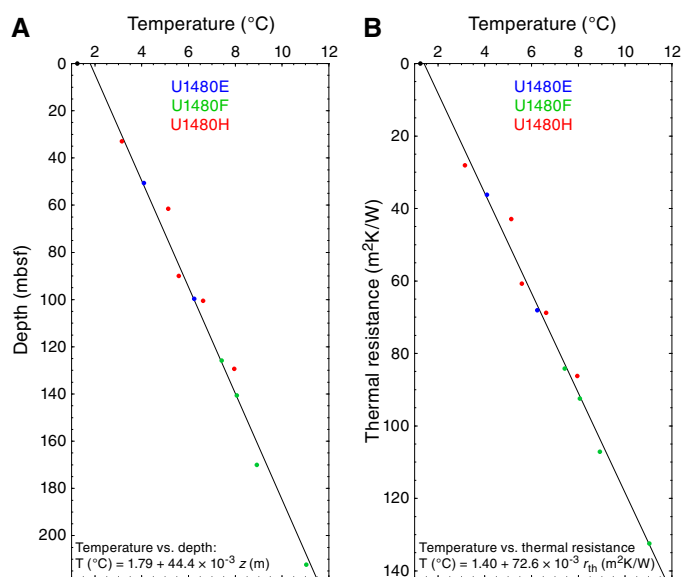 A
Temperature (°C)
2 4 6 8 10 12
0
20
40
60
80
100
120
140
160
180
200
Depth (mbsf)
U1480E
U1480F
U1480H
Temperature vs. depth:
T (°C) = 1.79 + 44.4 × 10⁻³ z (m)
B
Temperature (°C)
2 4 6 8 10 12
0
20
40
60
80
100
120
140
Thermal resistance (m²K/W)
U1480E
U1480F
U1480H
Temperature vs. thermal resistance
T (°C) = 1.40 + 72.6 × 10⁻³ rth (m²K/W)